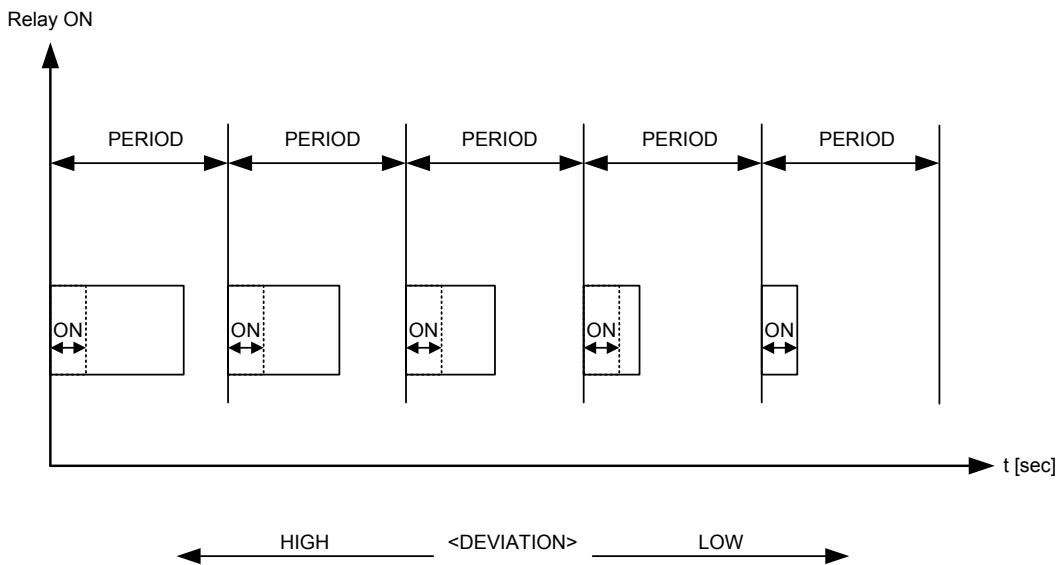 Relay ON
PERIOD PERIOD PERIOD PERIOD PERIOD
ON ON ON ON ON
t [sec]
HIGH <DEVIATION> LOW